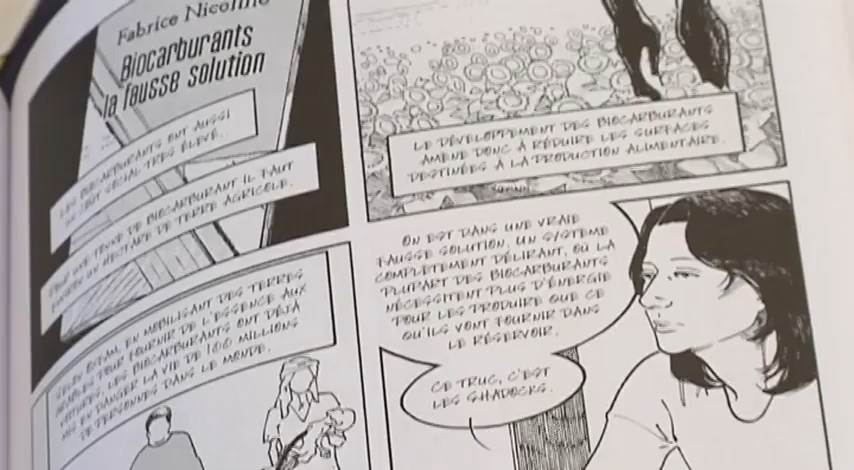 Fabrice Nicolino
Biocarburants
la fausse solution
LES BIOCARBURANTS ONT AUSSI
UN COÛT SOCIAL TRÈS ÉLEVÉ.
POUR UNE TONNE DE BIOCARBURANT IL FAUT
ENVIRON UN HECTARE DE TERRE AGRICOLE.
LE DÉVELOPPEMENT DES BIOCARBURANTS
AMÈNE DONC À RÉDUIRE LES SURFACES
DESTINÉES À LA PRODUCTION ALIMENTAIRE.
EN MOBILISANT DES TERRES
POUR FOURNIR DE L'ESSENCE AUX
VOITURES, LES BIOCARBURANTS ONT DÉJÀ
MIS EN DANGER LA VIE DE 100 MILLIONS
DE PERSONNES DANS LE MONDE.
ON EST DANS UNE VRAIE
FAUSSE SOLUTION, UN SYSTÈME
COMPLÈTEMENT DÉLIRANT, OÙ LA
PLUPART DES BIOCARBURANTS
NÉCESSITENT PLUS D'ÉNERGIE
POUR LES PRODUIRE QUE CE
QU'ILS VONT FOURNIR DANS
LE RÉSERVOIR.
CE TRUC, C'EST
LES SHADOCKS.